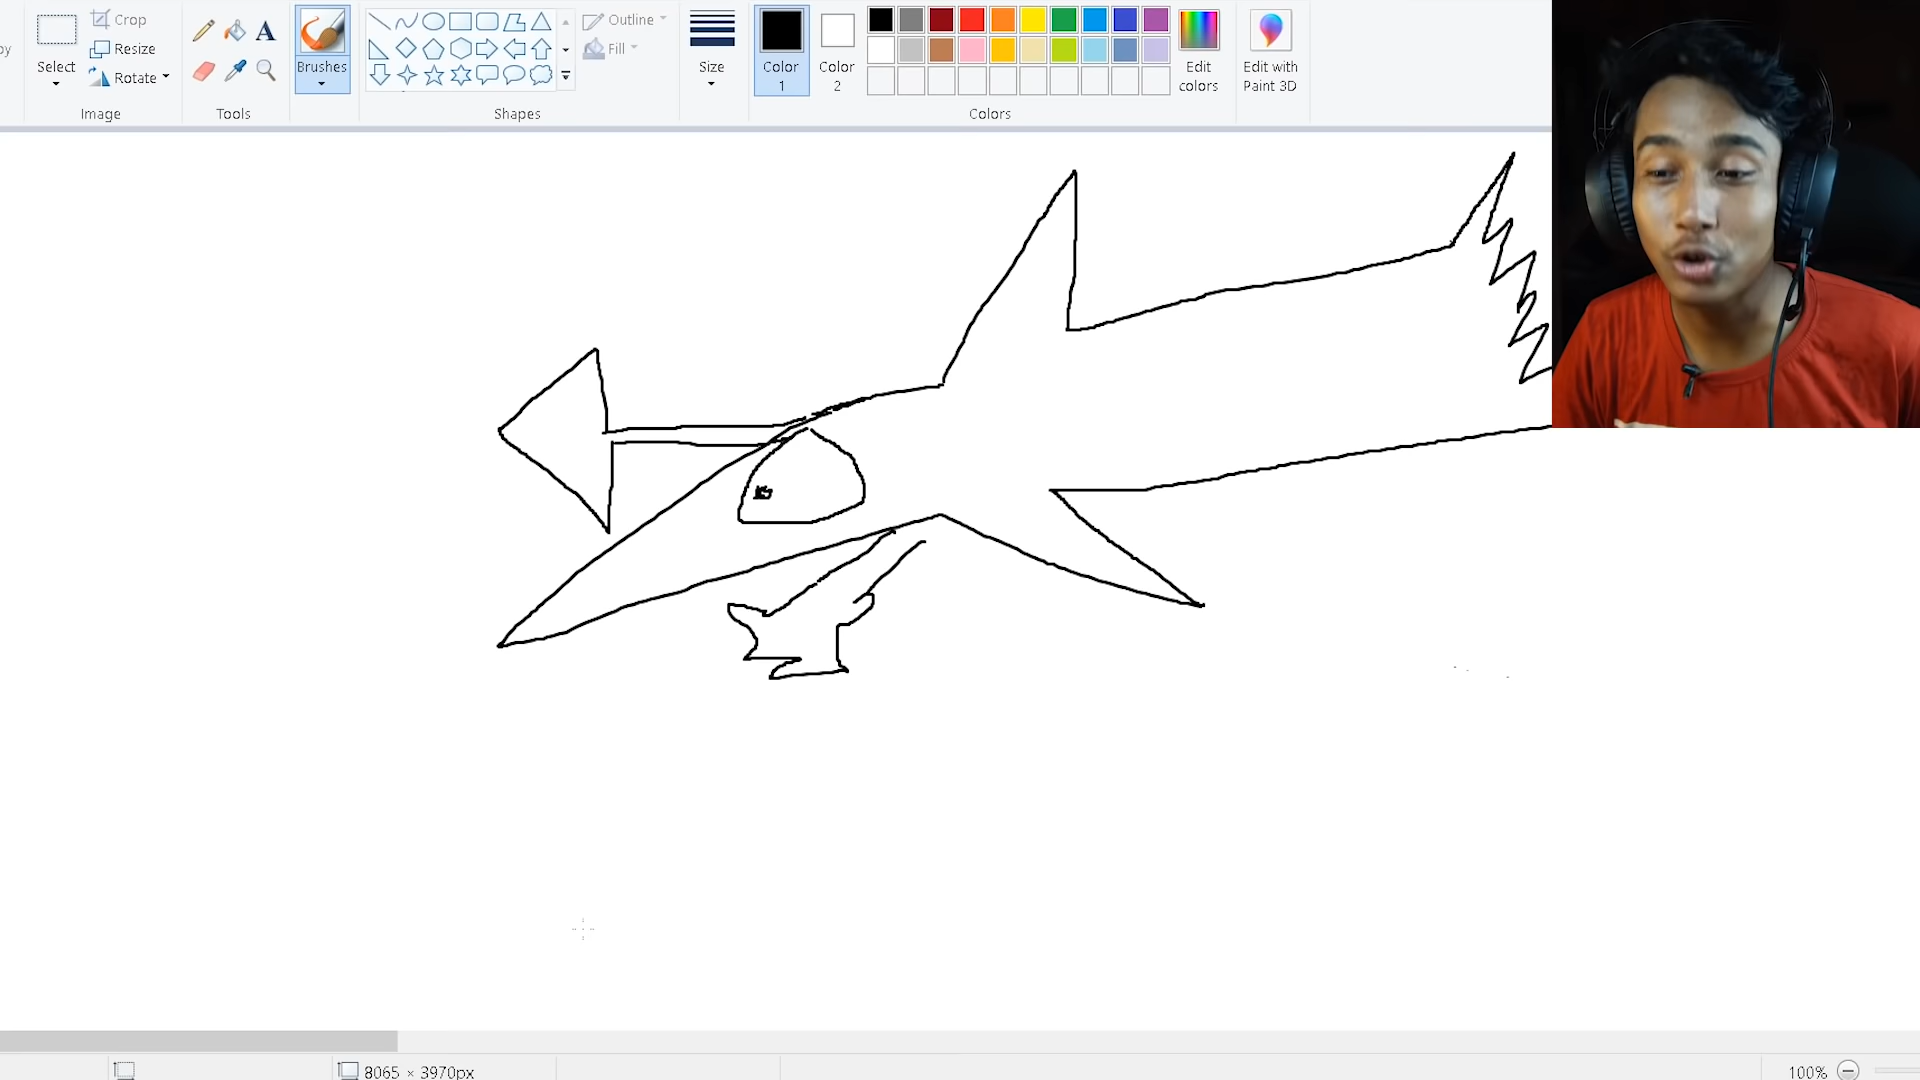 py
Select
Crop
Resize
Rotate
Image
A
Tools
Brushes
Shapes
Outline
Fill
Size
Color
1
Color
2
Colors
Edit
colors
Edit with
Paint 3D
8065 × 3970px
100%